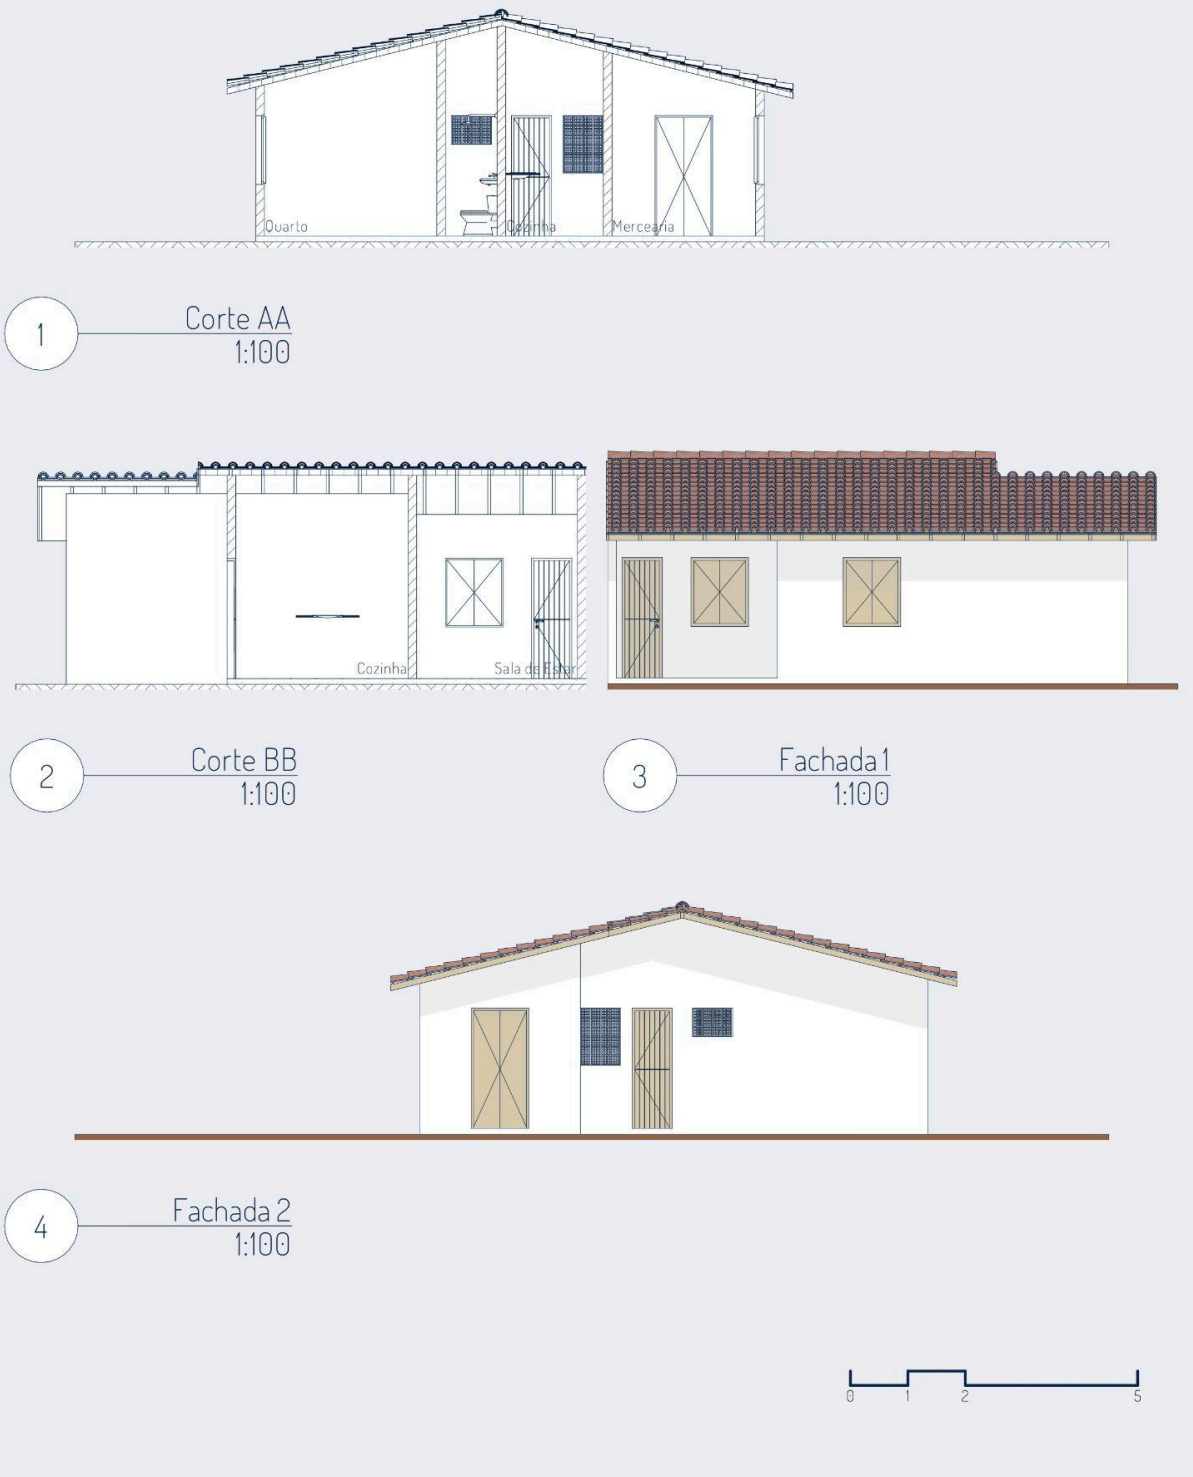 Quarto
Cozinha
Mercearia
1
Corte AA
1:100
Cozinha
Sala de Estar
2
Corte BB
1:100
3
Fachada 1
1:100
4
Fachada 2
1:100
0 1 2 5